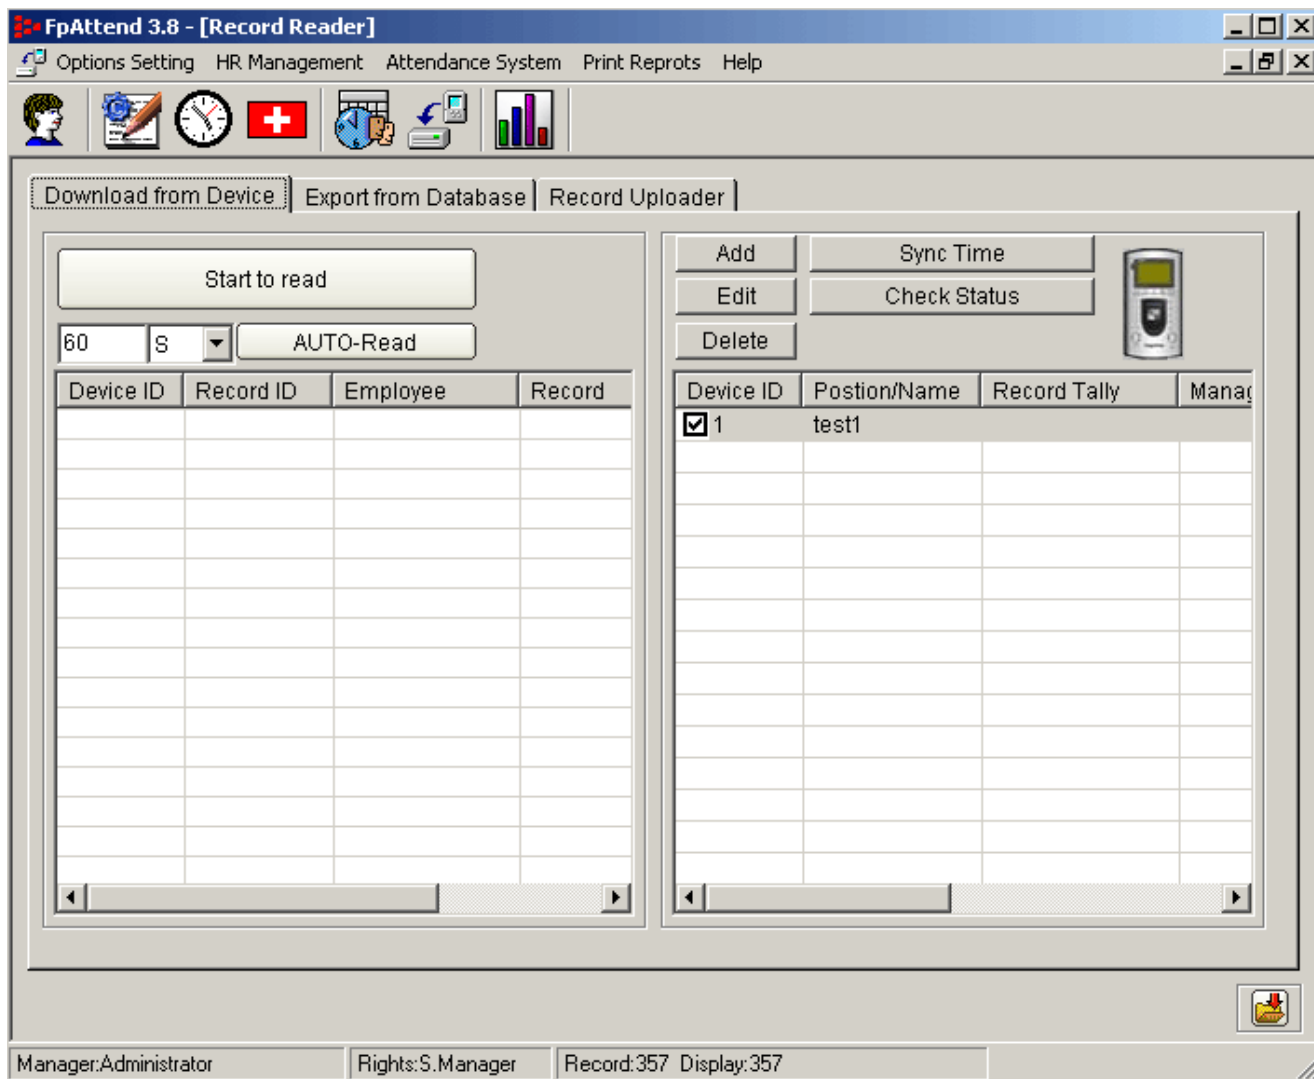 FpAttend 3.8 - [Record Reader]
Options Setting HR Management Attendance System Print Reprots Help
Download from Device Export from Database Record Uploader
Start to read
60 S AUTO-Read
Device ID Record ID Employee Record
Add Sync Time
Edit Check Status
Delete
Device ID Postion/Name Record Tally Manag
1 test1
Manager:Administrator Rights:S.Manager Record:357 Display:357